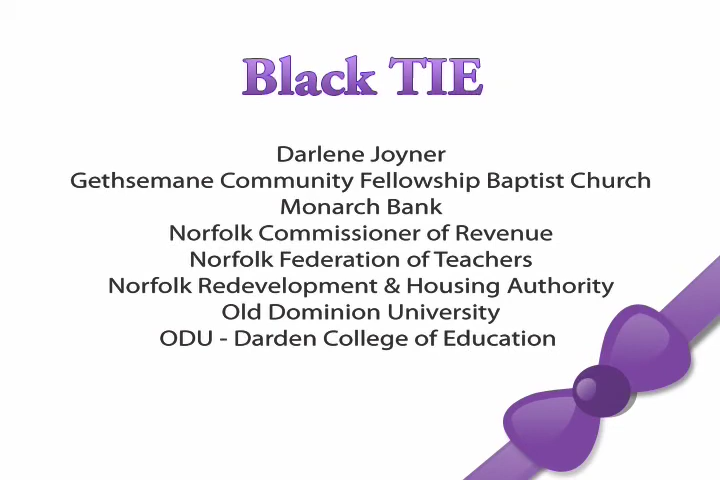 Black TIE
Darlene Joyner
Gethsemane Community Fellowship Baptist Church
Monarch Bank
Norfolk Commissioner of Revenue
Norfolk Federation of Teachers
Norfolk Redevelopment & Housing Authority
Old Dominion University
ODU - Darden College of Education